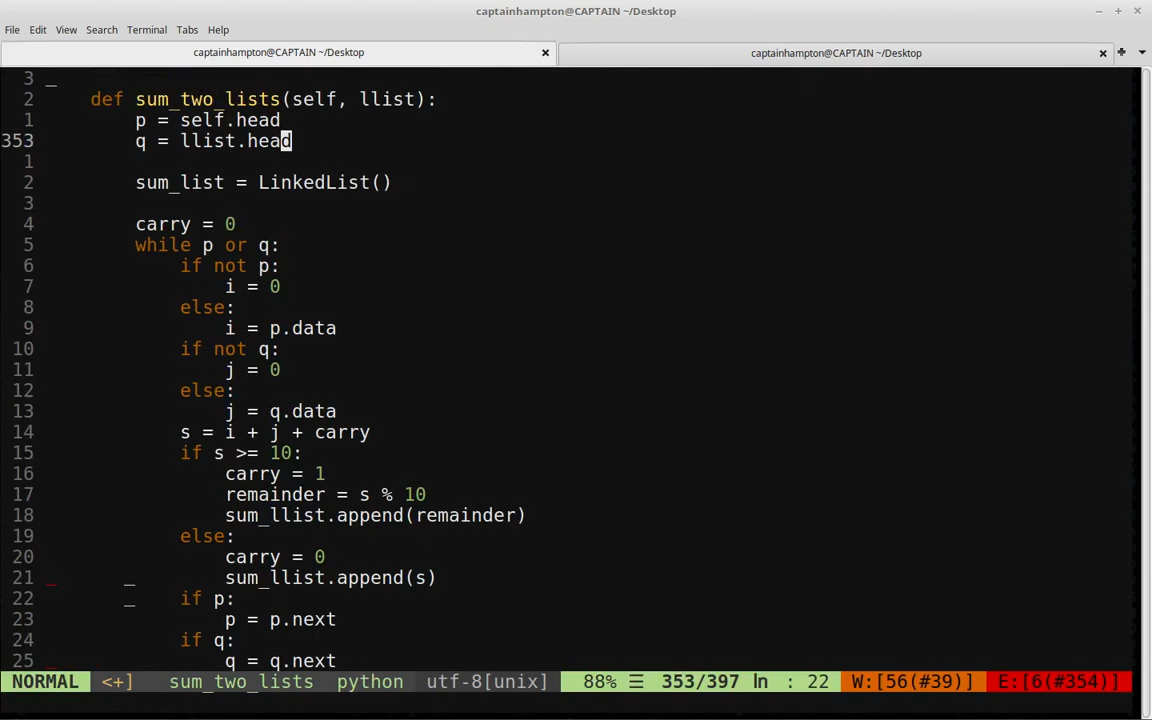 captainhampton@CAPTAIN ~/Desktop
File Edit View Search Terminal Tabs Help
captainhampton@CAPTAIN ~/Desktop captainhampton@CAPTAIN ~/Desktop
3
2 def sum_two_lists(self, llist):
1 p = self.head
353 q = llist.head
1
2 sum_list = LinkedList()
3
4 carry = 0
5 while p or q:
6 if not p:
7 i = 0
8 else:
9 i = p.data
10 if not q:
11 j = 0
12 else:
13 j = q.data
14 s = i + j + carry
15 if s >= 10:
16 carry = 1
17 remainder = s % 10
18 sum_llist.append(remainder)
19 else:
20 carry = 0
21 sum_llist.append(s)
22 if p:
23 p = p.next
24 if q:
25 q = q.next
NORMAL <+] sum_two_lists python utf-8[unix] 88% ☰ 353/397 ln : 22 W:[56(#39)] E:[6(#354)]